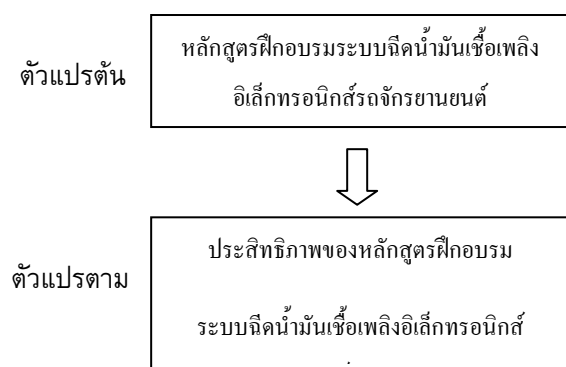 หลักสูตรฝึกอบรมระบบฉีดน้ำมันเชื้อเพลิง
ตัวแปรต้น
อิเล็กทรอนิกส์รถจักรยานยนต์
ประสิทธิภาพของหลักสูตรฝึกอบรม
ตัวแปรตาม
ระบบฉีดน้ำมันเชื้อเพลิงอิเล็กทรอนิกส์